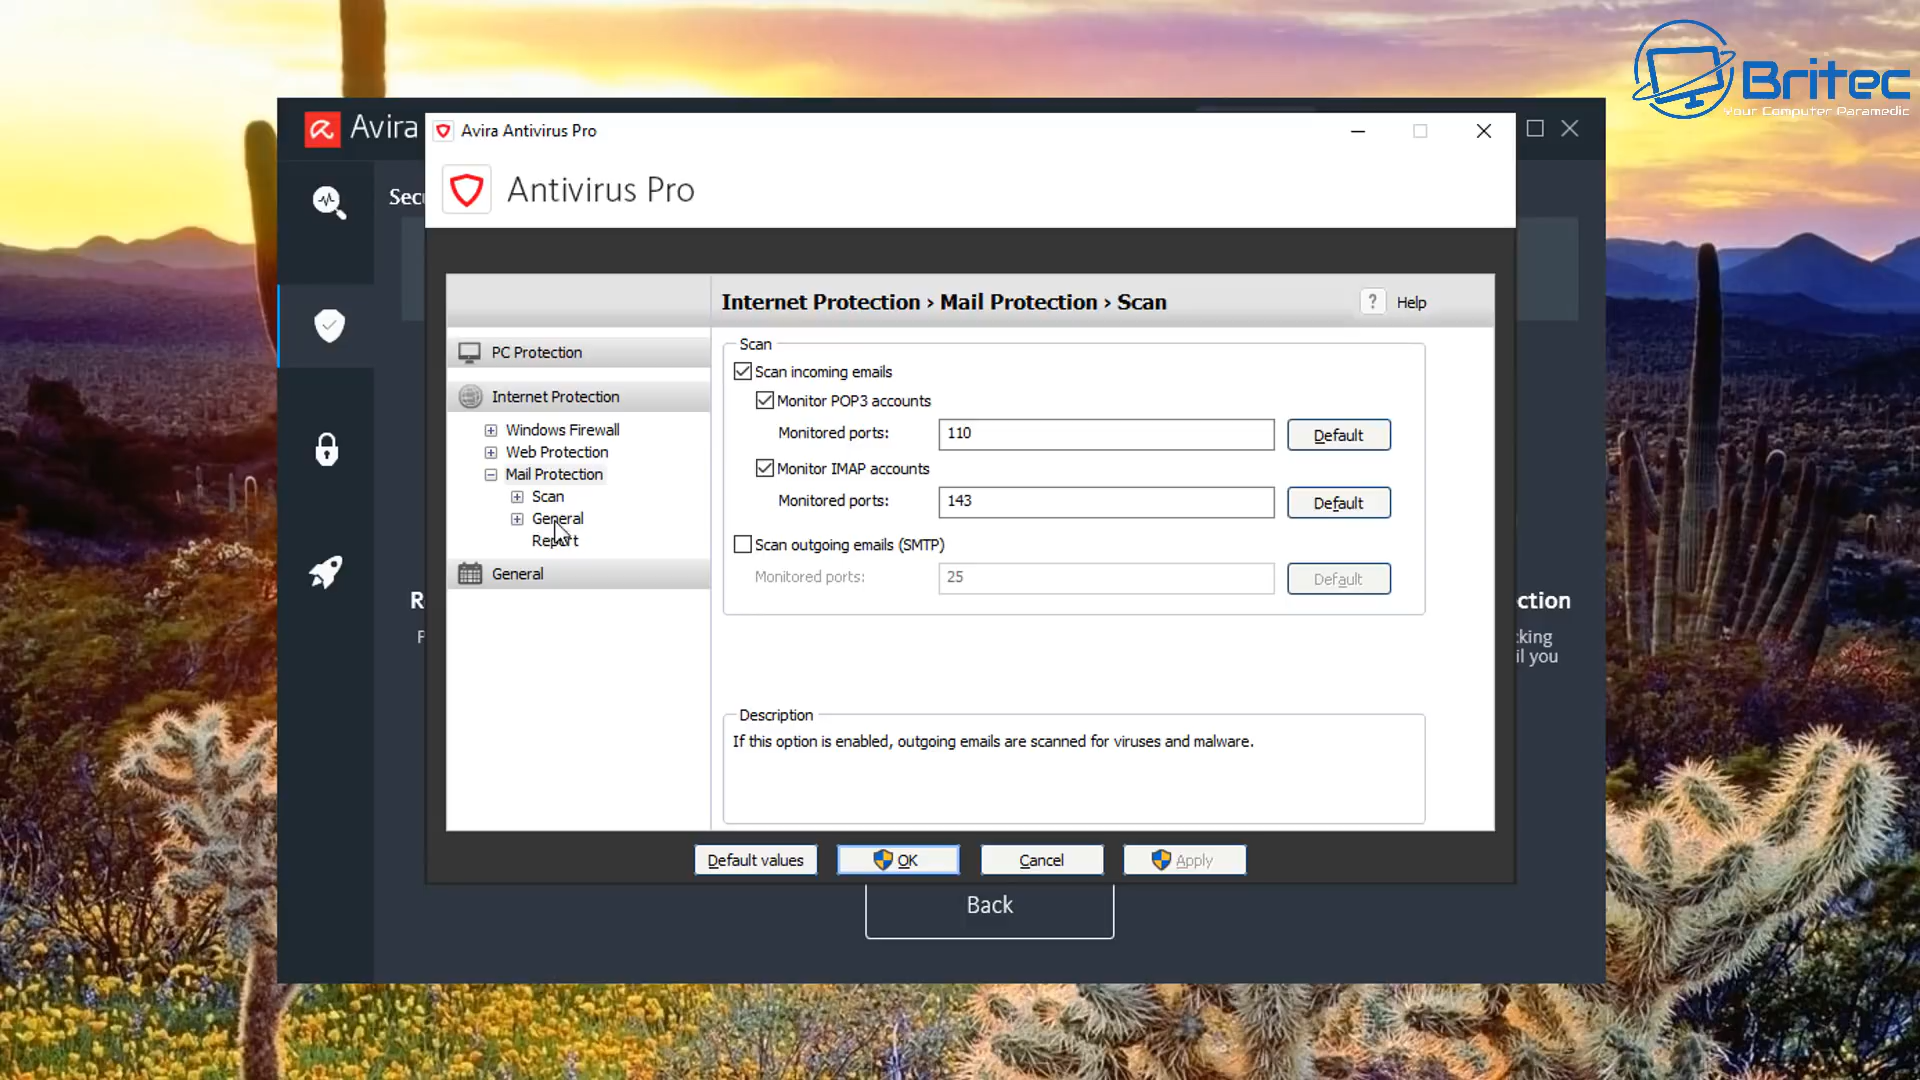 Britec
Your Computer Paramedic
Avira
Avira Antivirus Pro
Antivirus Pro
Internet Protection › Mail Protection › Scan
? Help
PC Protection
Internet Protection
Windows Firewall
Web Protection
Mail Protection
Scan
General
Report
General
Scan
Scan incoming emails
Monitor POP3 accounts
Monitored ports: 110 Default
Monitor IMAP accounts
Monitored ports: 143 Default
Scan outgoing emails (SMTP)
Monitored ports: 25 Default
Description
If this option is enabled, outgoing emails are scanned for viruses and malware.
Default values OK Cancel Apply
Back